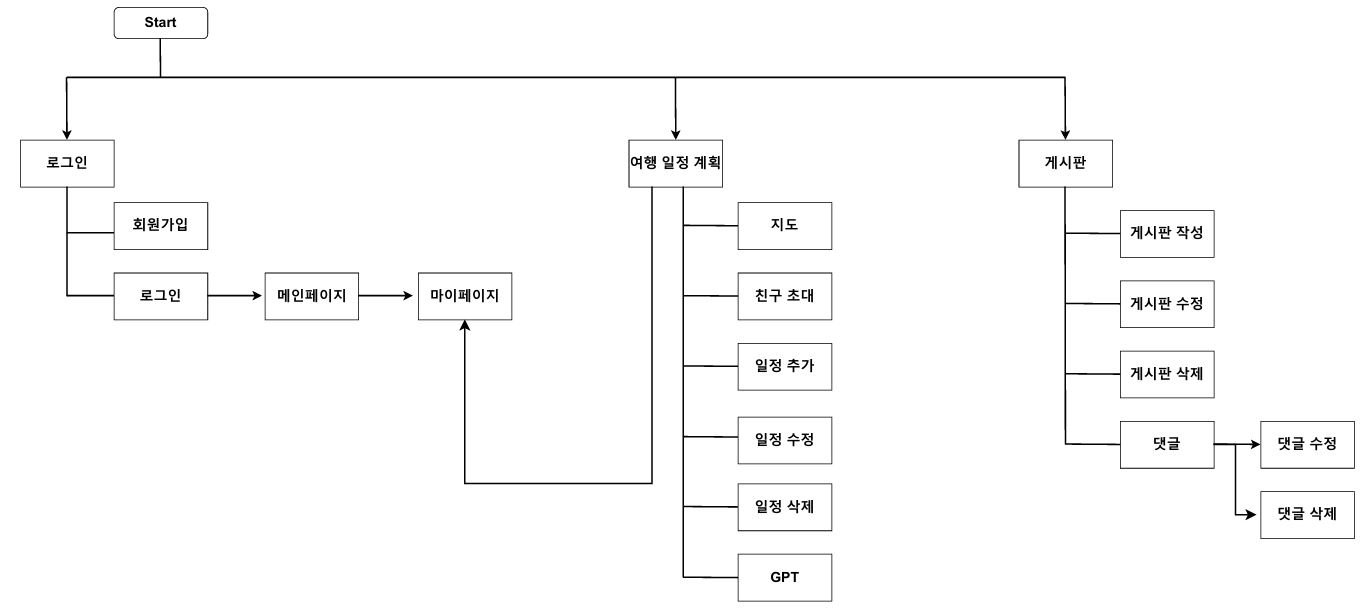 Start
로그인
여행 일정 계획
게시판
회원가입
로그인
메인페이지
마이페이지
지도
친구 초대
일정 추가
일정 수정
일정 삭제
GPT
게시판 작성
게시판 수정
게시판 삭제
댓글
댓글 수정
댓글 삭제